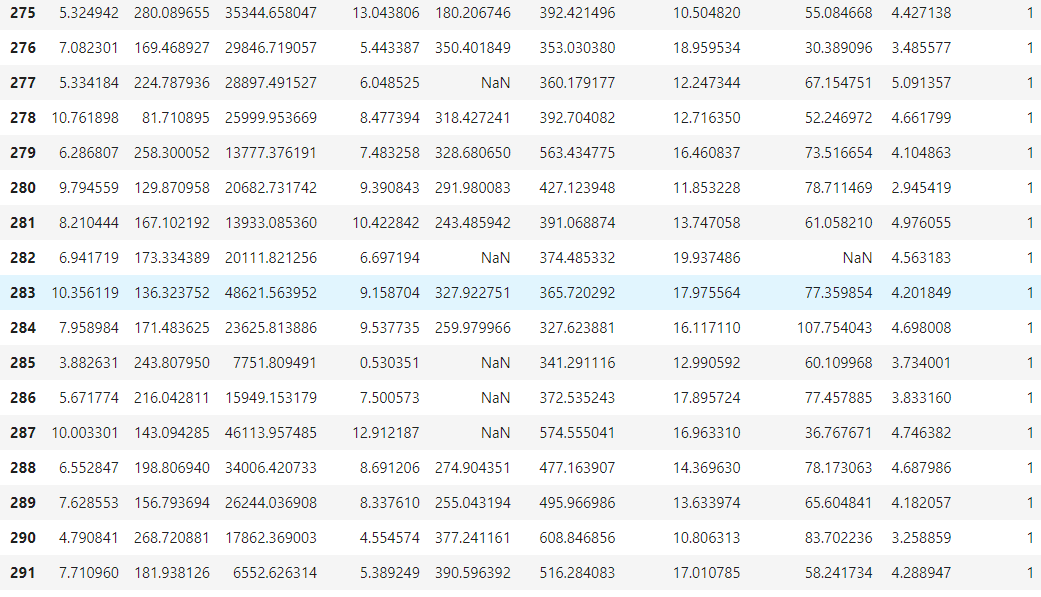 275 5.324942 280.089655 35344.658047 13.043806 180.206746 392.421496 10.504820 55.084668 4.427138 1
276 7.082301 169.468927 29846.719057 5.443387 350.401849 353.030380 18.959534 30.389096 3.485577 1
277 5.334184 224.787936 28897.491527 6.048525 NaN 360.179177 12.247344 67.154751 5.091357 1
278 10.761898 81.710895 25999.953669 8.477394 318.427241 392.704082 12.716350 52.246972 4.661799 1
279 6.286807 258.300052 13777.376191 7.483258 328.680650 563.434775 16.460837 73.516654 4.104863 1
280 9.794559 129.870958 20682.731742 9.390843 291.980083 427.123948 11.853228 78.711469 2.945419 1
281 8.210444 167.102192 13933.085360 10.422842 243.485942 391.068874 13.747058 61.058210 4.976055 1
282 6.941719 173.334389 20111.821256 6.697194 NaN 374.485332 19.937486 NaN 4.563183 1
283 10.356119 136.323752 48621.563952 9.158704 327.922751 365.720292 17.975564 77.359854 4.201849 1
284 7.958984 171.483625 23625.813886 9.537735 259.979966 327.623881 16.117110 107.754043 4.698008 1
285 3.882631 243.807950 7751.809491 0.530351 NaN 341.291116 12.990592 60.109968 3.734001 1
286 5.671774 216.042811 15949.153179 7.500573 NaN 372.535243 17.895724 77.457885 3.833160 1
287 10.003301 143.094285 46113.957485 12.912187 NaN 574.555041 16.963310 36.767671 4.746382 1
288 6.552847 198.806940 34006.420733 8.691206 274.904351 477.163907 14.369630 78.173063 4.687986 1
289 7.628553 156.793694 26244.036908 8.337610 255.043194 495.966986 13.633974 65.604841 4.182057 1
290 4.790841 268.720881 17862.369003 4.554574 377.241161 608.846856 10.806313 83.702236 3.258859 1
291 7.710960 181.938126 6552.626314 5.389249 390.596392 516.284083 17.010785 58.241734 4.288947 1